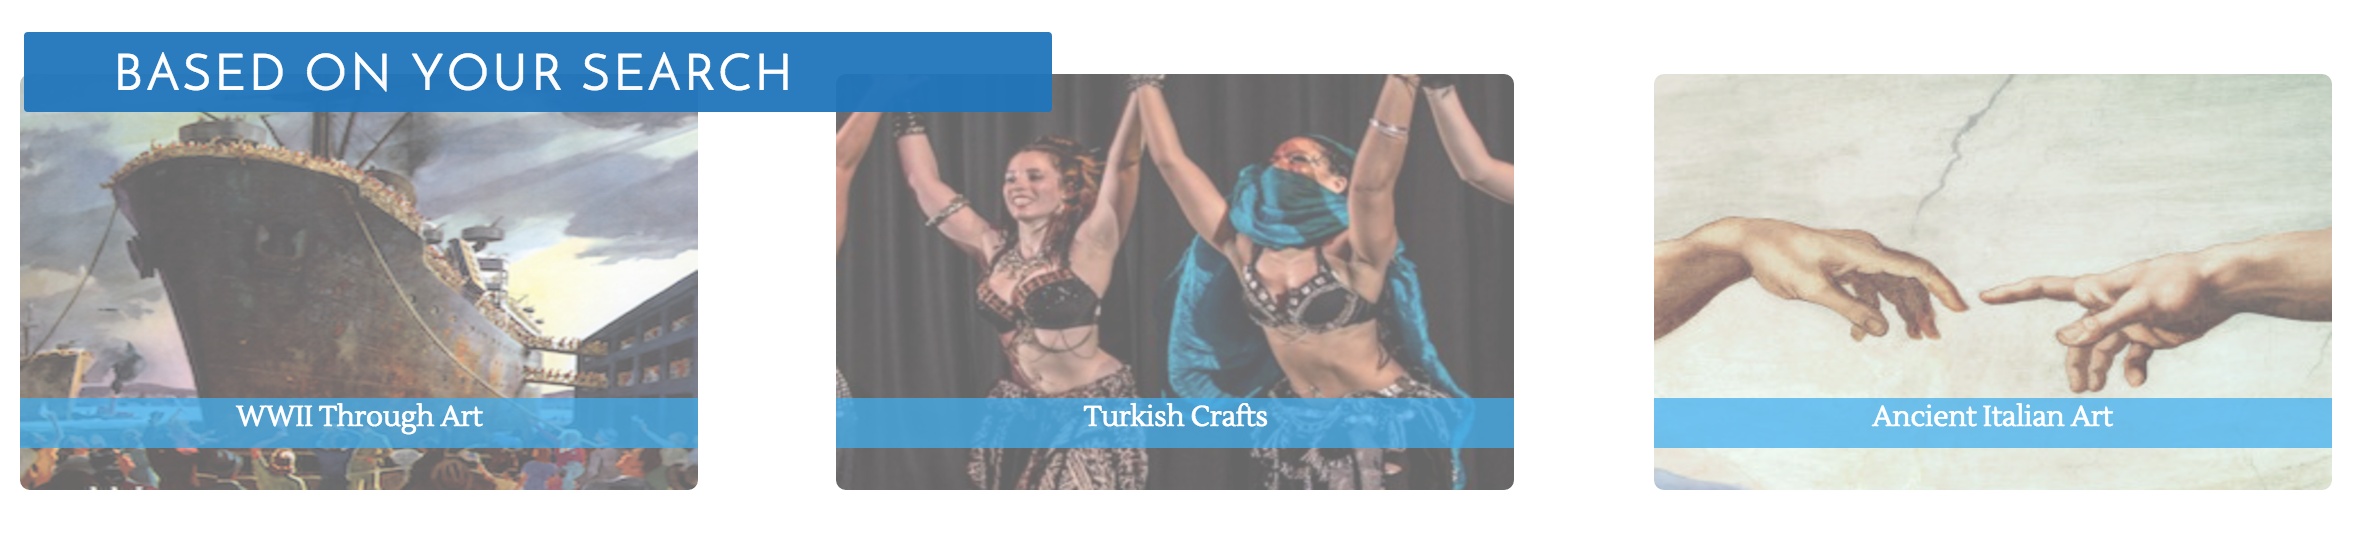 BASED ON YOUR SEARCH
WWII Through Art
Turkish Crafts
Ancient Italian Art